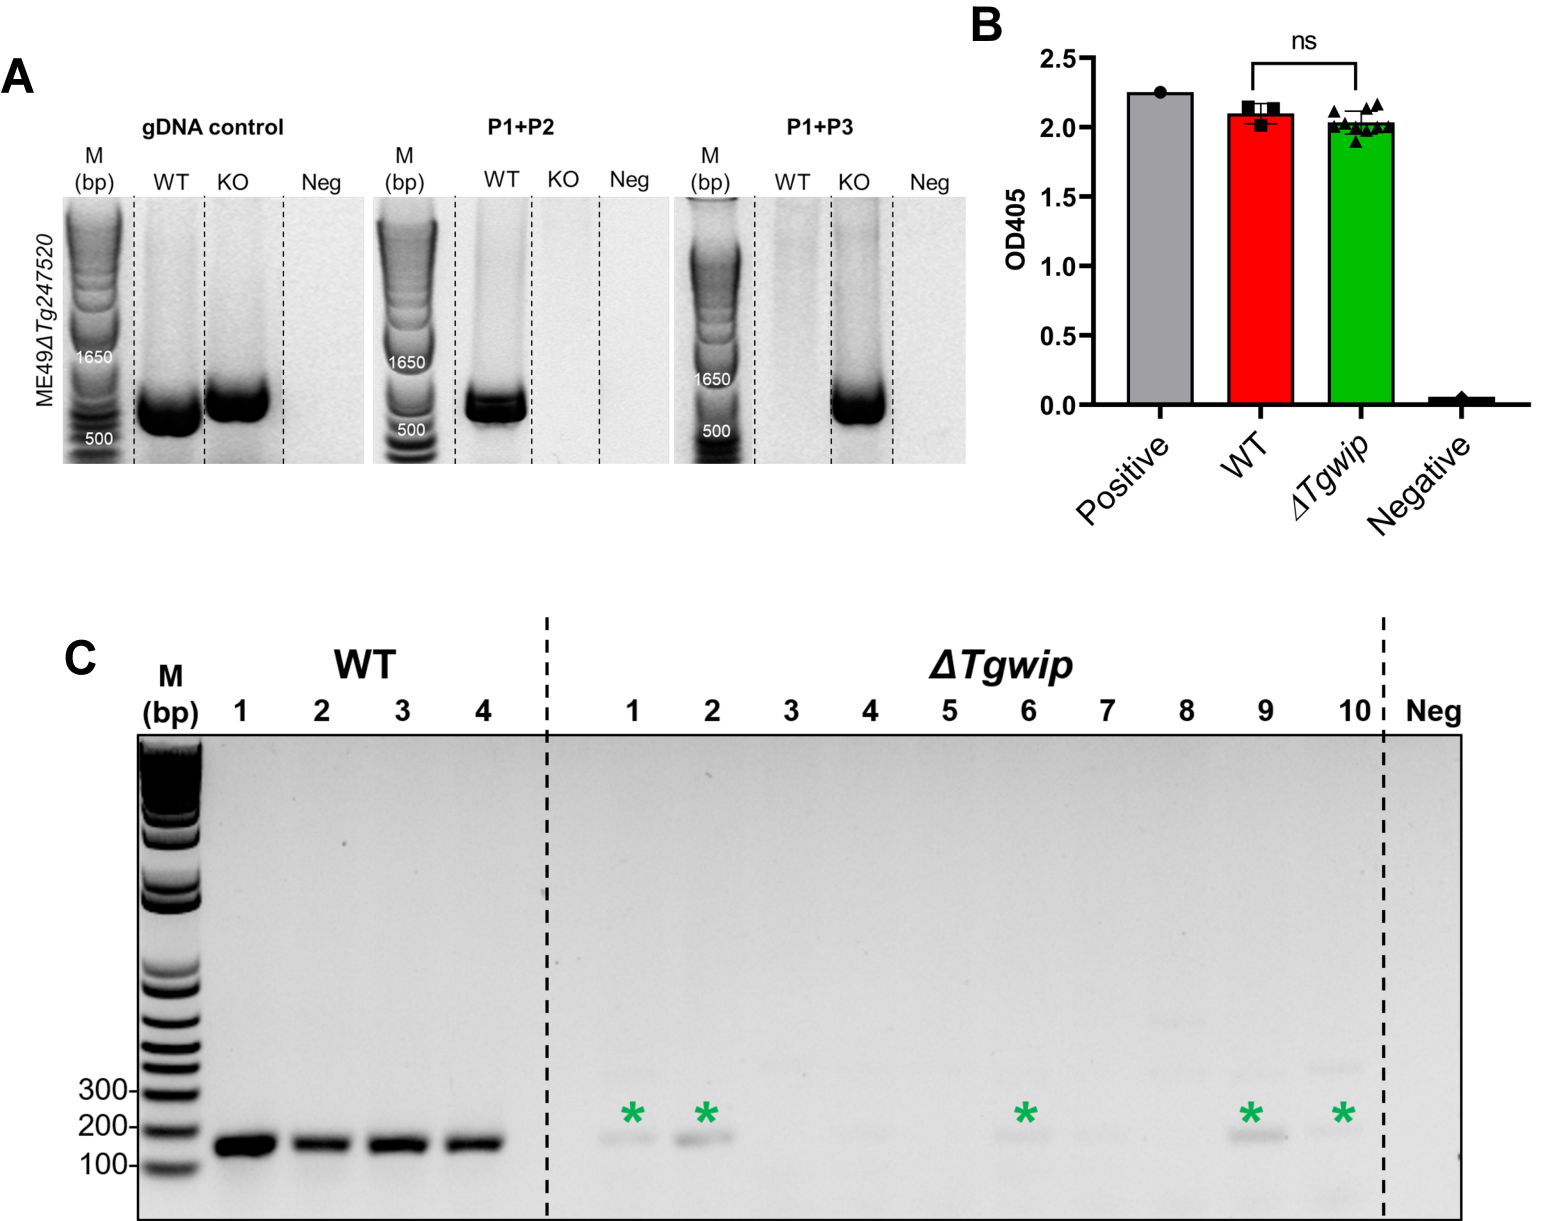 A
gDNA control
P1+P2
P1+P3
M
(bp)
WT
KO
Neg
M
(bp)
WT
KO
Neg
M
(bp)
WT
KO
Neg
ME49ΔTg247520
1650
500
1650
500
1650
500
B
ns
OD405
2.5
2.0
1.5
1.0
0.5
0.0
Positive
WT
ΔTgwip
Negative
C
M
(bp)
WT
ΔTgwip
1 2 3 4 1 2 3 4 5 6 7 8 9 10 Neg
300
200
100
* * * * *